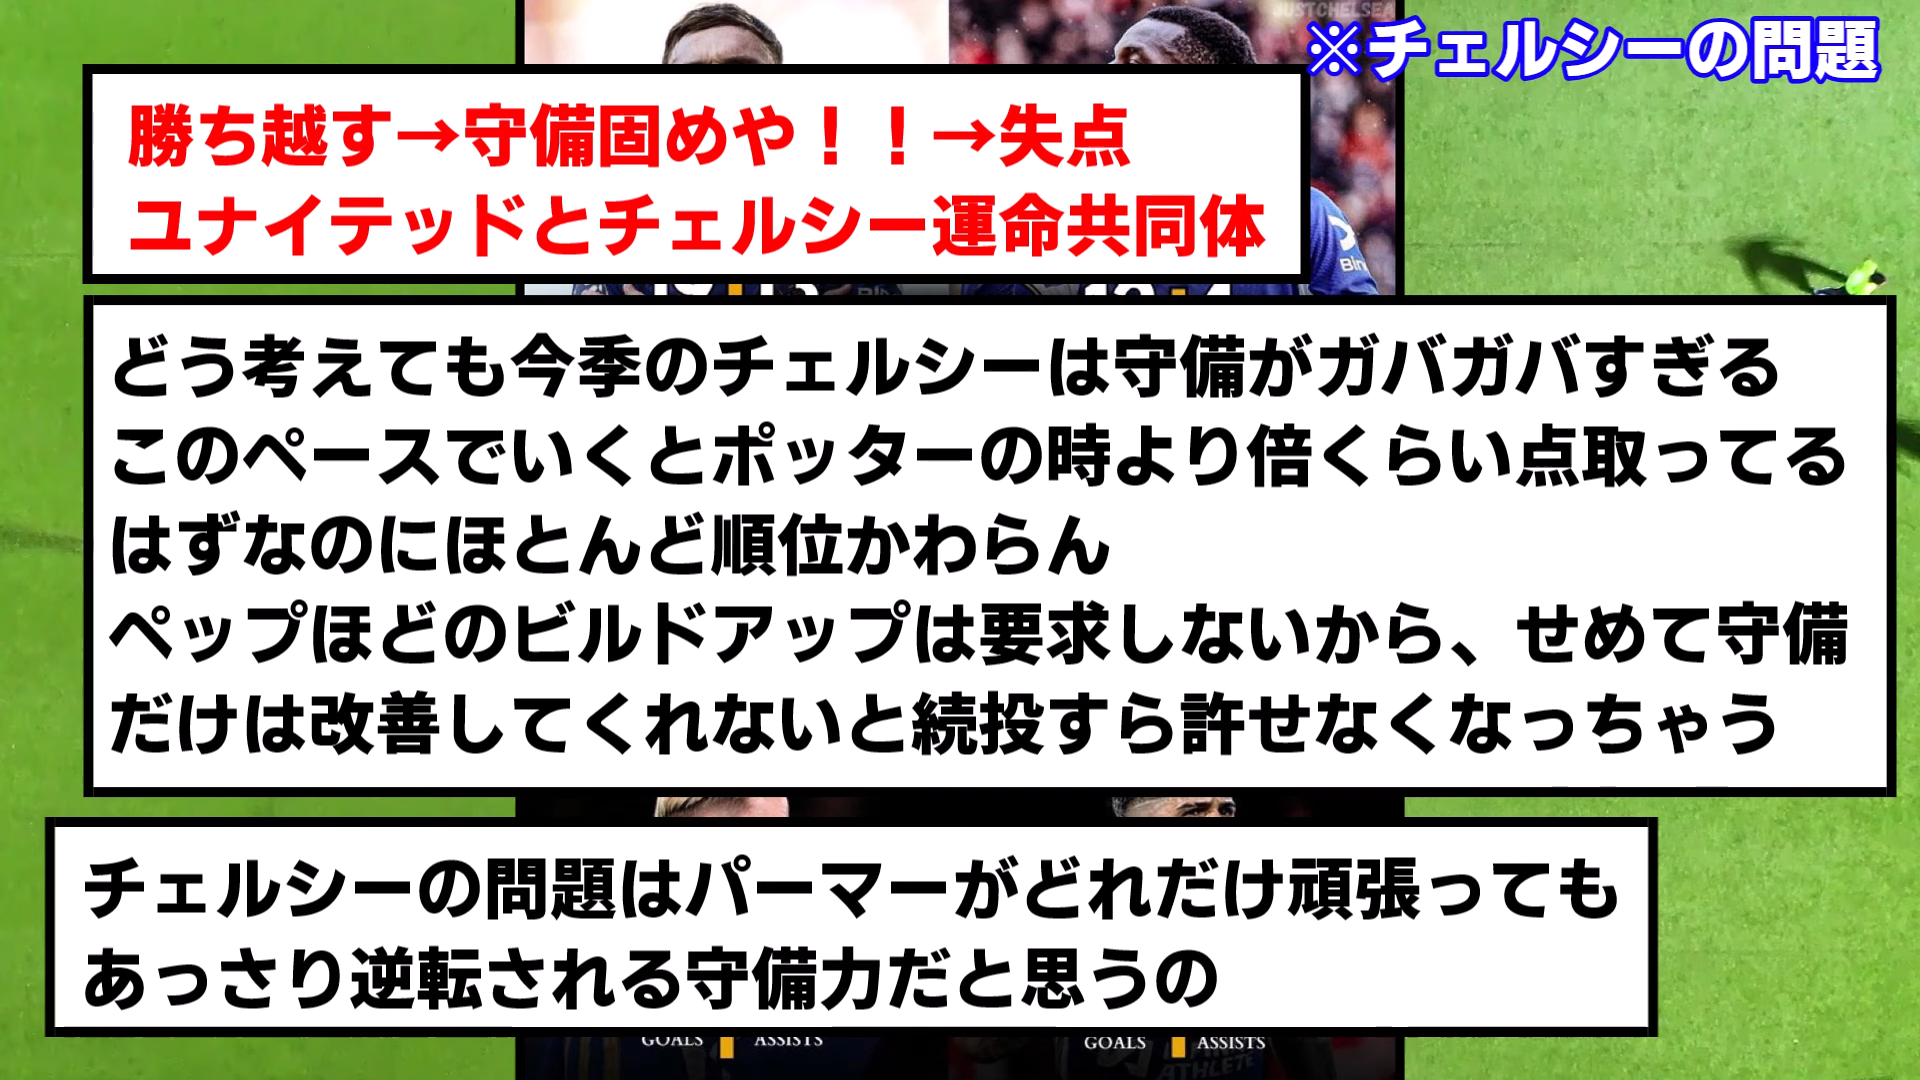 JUSTCHELSEA
※チェルシーの問題
勝ち越す→守備固めや！！→失点
ユナイテッドとチェルシー運命共同体
どう考えても今季のチェルシーは守備がガバガバすぎる
このペースでいくとポッターの時より倍くらい点取ってる
はずなのにほとんど順位かわらん
ペップほどのビルドアップは要求しないから、せめて守備
だけは改善してくれないと続投すら許せなくなっちゃう
チェルシーの問題はパーマーがどれだけ頑張っても
あっさり逆転される守備力だと思うの
GOALS ASSISTS
GOALS ASSISTS
ATHLETE